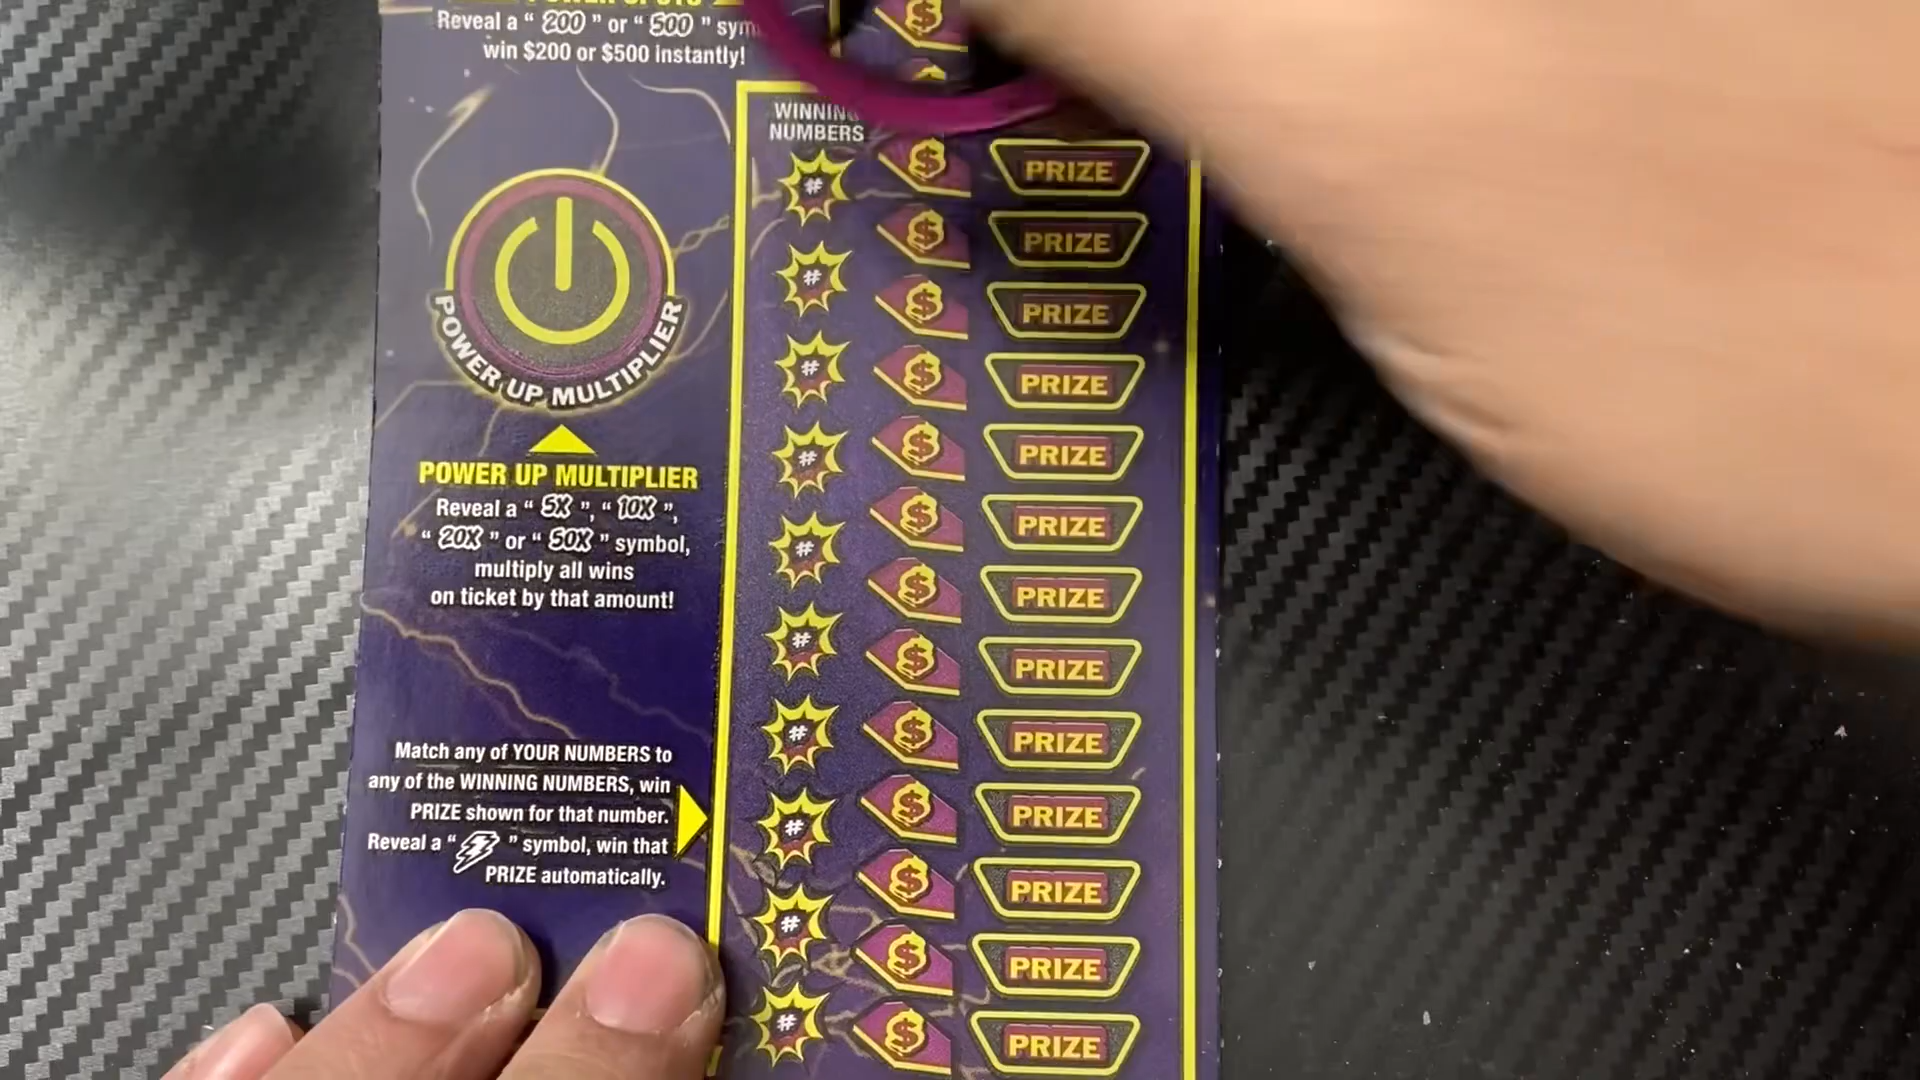 Reveal a “ 200 ” or “ 500 ” sym
win $200 or $500 instantly!
WINNING
NUMBERS
POWER UP MULTIPLIER
POWER UP MULTIPLIER
Reveal a “ 5X ”, “ 10X ”,
“ 20X ” or “ 50X ” symbol,
multiply all wins
on ticket by that amount!
Match any of YOUR NUMBERS to
any of the WINNING NUMBERS, win
PRIZE shown for that number.
Reveal a “ ” symbol, win that
PRIZE automatically.
#
#
#
#
#
#
#
#
#
#
$
$ PRIZE
$ PRIZE
$ PRIZE
$ PRIZE
$ PRIZE
$ PRIZE
$ PRIZE
$ PRIZE
$ PRIZE
$ PRIZE
$ PRIZE
$ PRIZE
$ PRIZE